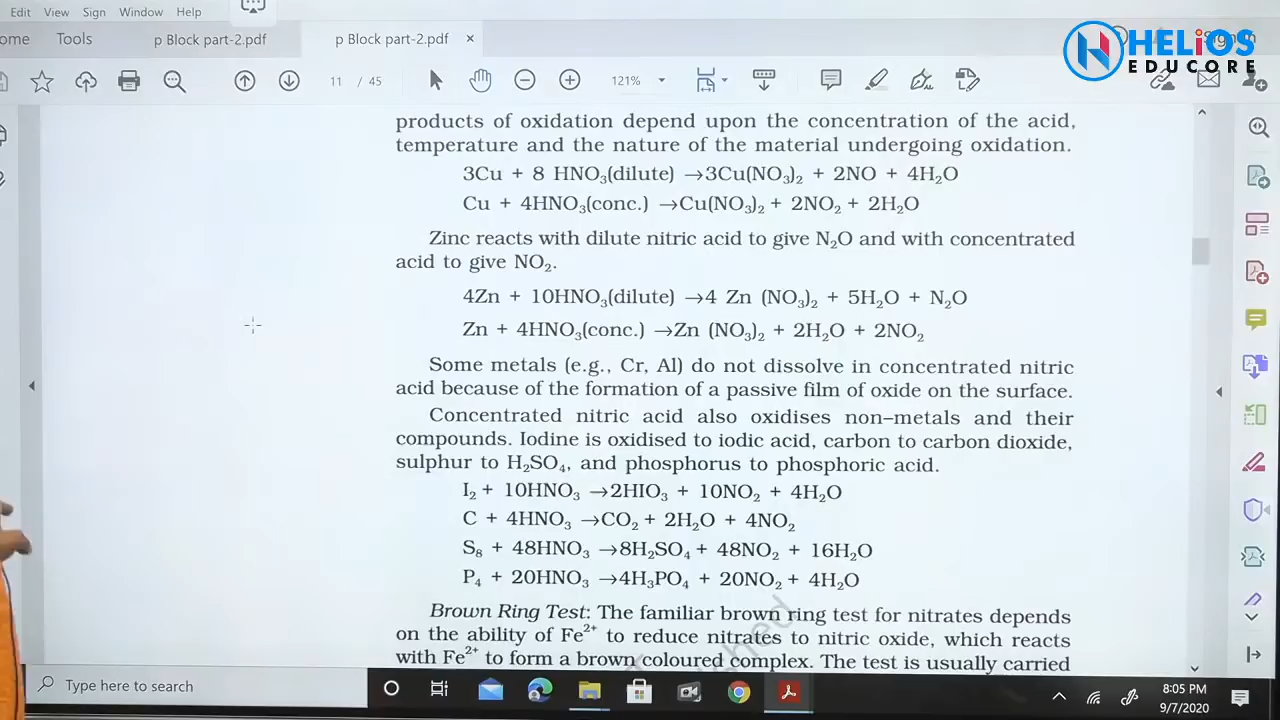 Edit View Sign Window Help
ome Tools p Block part-2.pdf p Block part-2.pdf ×
HELiOS
EDUCORE
11 / 45 121%
products of oxidation depend upon the concentration of the acid,
temperature and the nature of the material undergoing oxidation.
3Cu + 8 HNO₃(dilute) →3Cu(NO₃)₂ + 2NO + 4H₂O
Cu + 4HNO₃(conc.) →Cu(NO₃)₂ + 2NO₂ + 2H₂O
Zinc reacts with dilute nitric acid to give N₂O and with concentrated
acid to give NO₂.
4Zn + 10HNO₃(dilute) →4 Zn (NO₃)₂ + 5H₂O + N₂O
Zn + 4HNO₃(conc.) →Zn (NO₃)₂ + 2H₂O + 2NO₂
Some metals (e.g., Cr, Al) do not dissolve in concentrated nitric
acid because of the formation of a passive film of oxide on the surface.
Concentrated nitric acid also oxidises non–metals and their
compounds. Iodine is oxidised to iodic acid, carbon to carbon dioxide,
sulphur to H₂SO₄, and phosphorus to phosphoric acid.
I₂ + 10HNO₃ →2HIO₃ + 10NO₂ + 4H₂O
C + 4HNO₃ →CO₂ + 2H₂O + 4NO₂
S₈ + 48HNO₃ →8H₂SO₄ + 48NO₂ + 16H₂O
P₄ + 20HNO₃ →4H₃PO₄ + 20NO₂ + 4H₂O
Brown Ring Test: The familiar brown ring test for nitrates depends
on the ability of Fe²⁺ to reduce nitrates to nitric oxide, which reacts
with Fe²⁺ to form a brown coloured complex. The test is usually carried
Type here to search
8:05 PM
9/7/2020